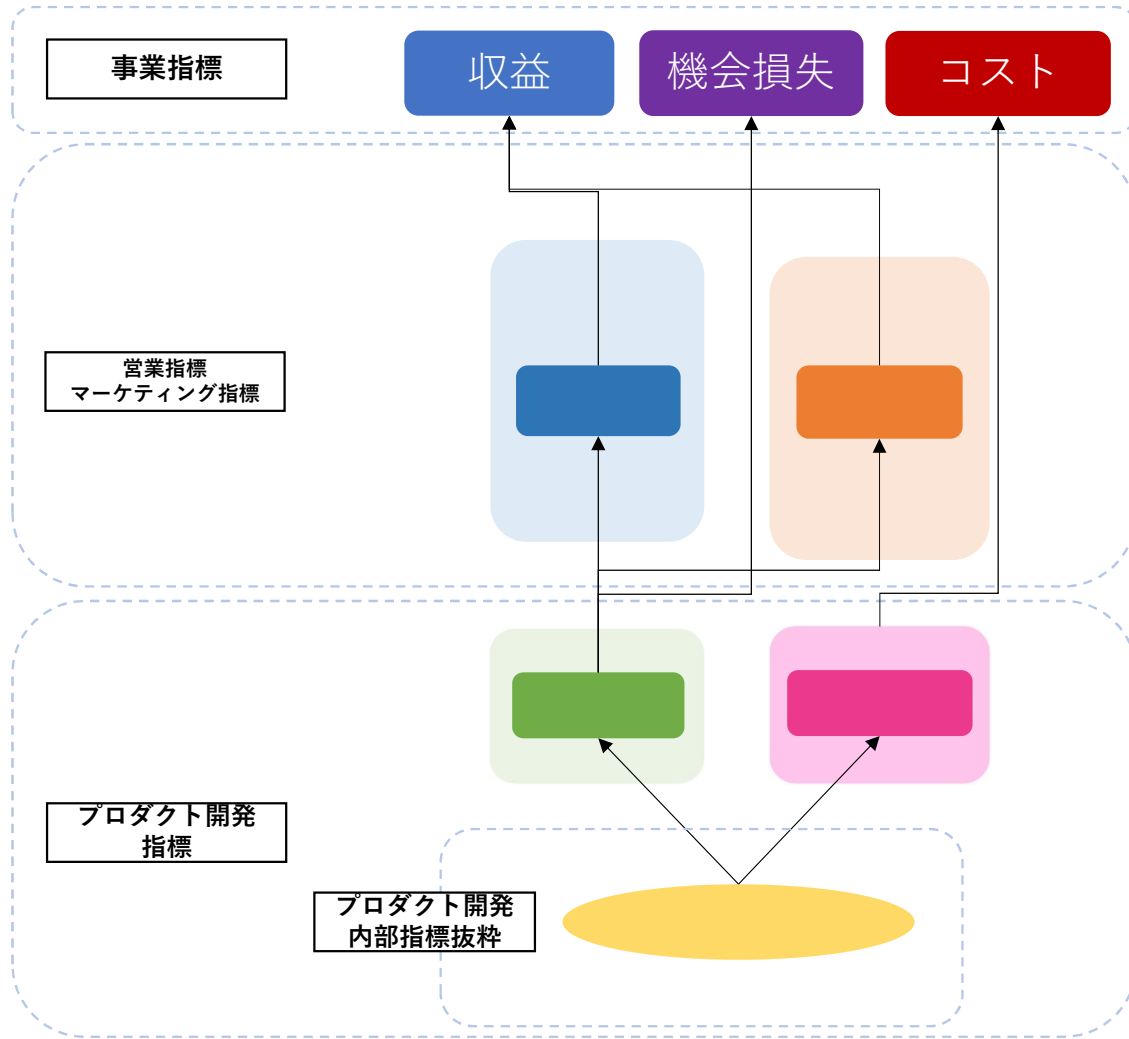 事業指標
収益
機会損失
コスト
営業指標
マーケティング指標
プロダクト開発
指標
プロダクト開発
内部指標抜粋